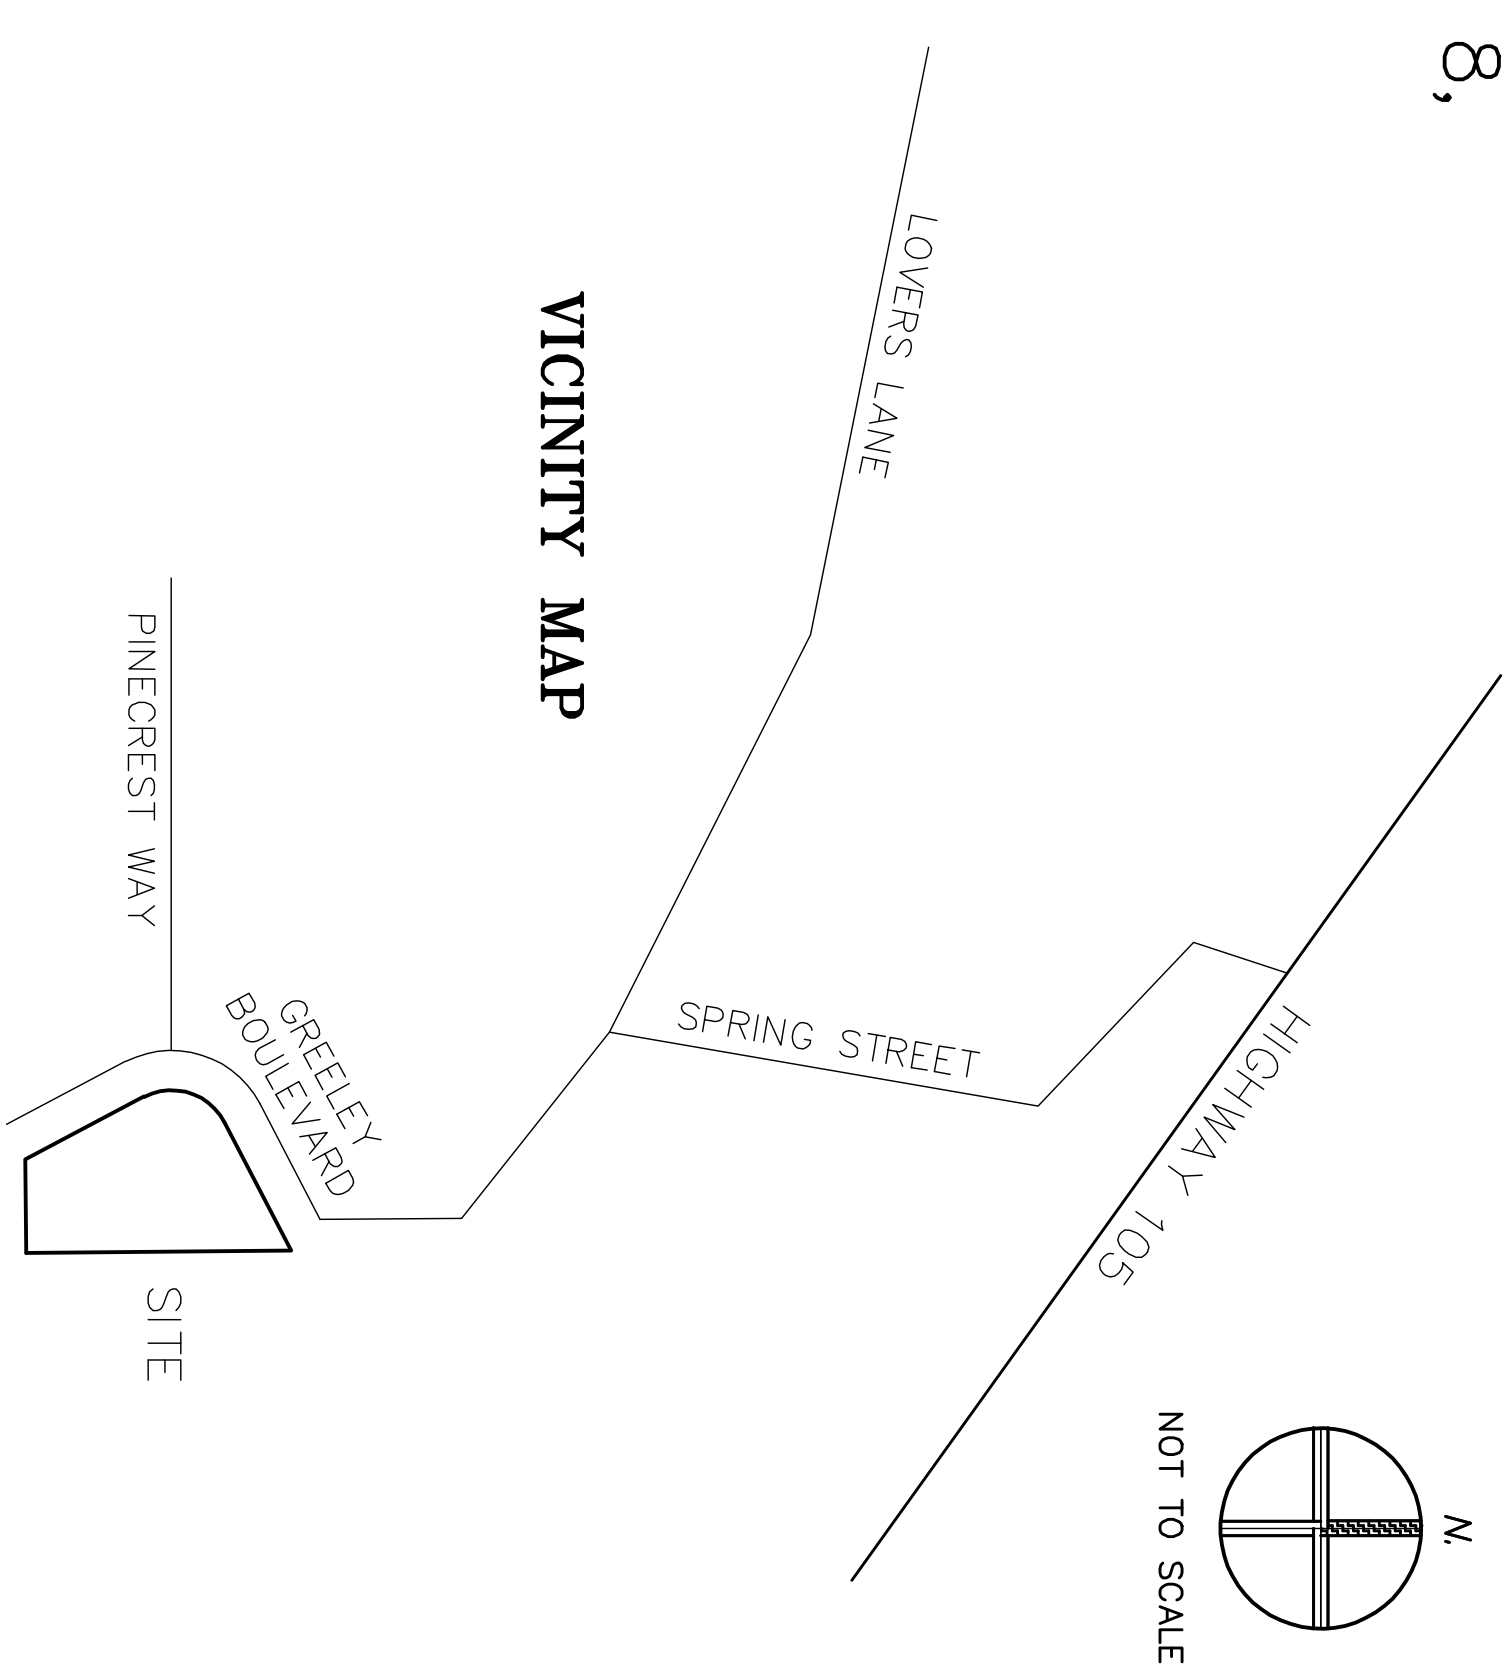 8,
N.
NOT TO SCALE
HIGHWAY 105
LOVERS LANE
SPRING STREET
VICINITY MAP
GREELEY
BOULEVARD
PINECREST WAY
SITE